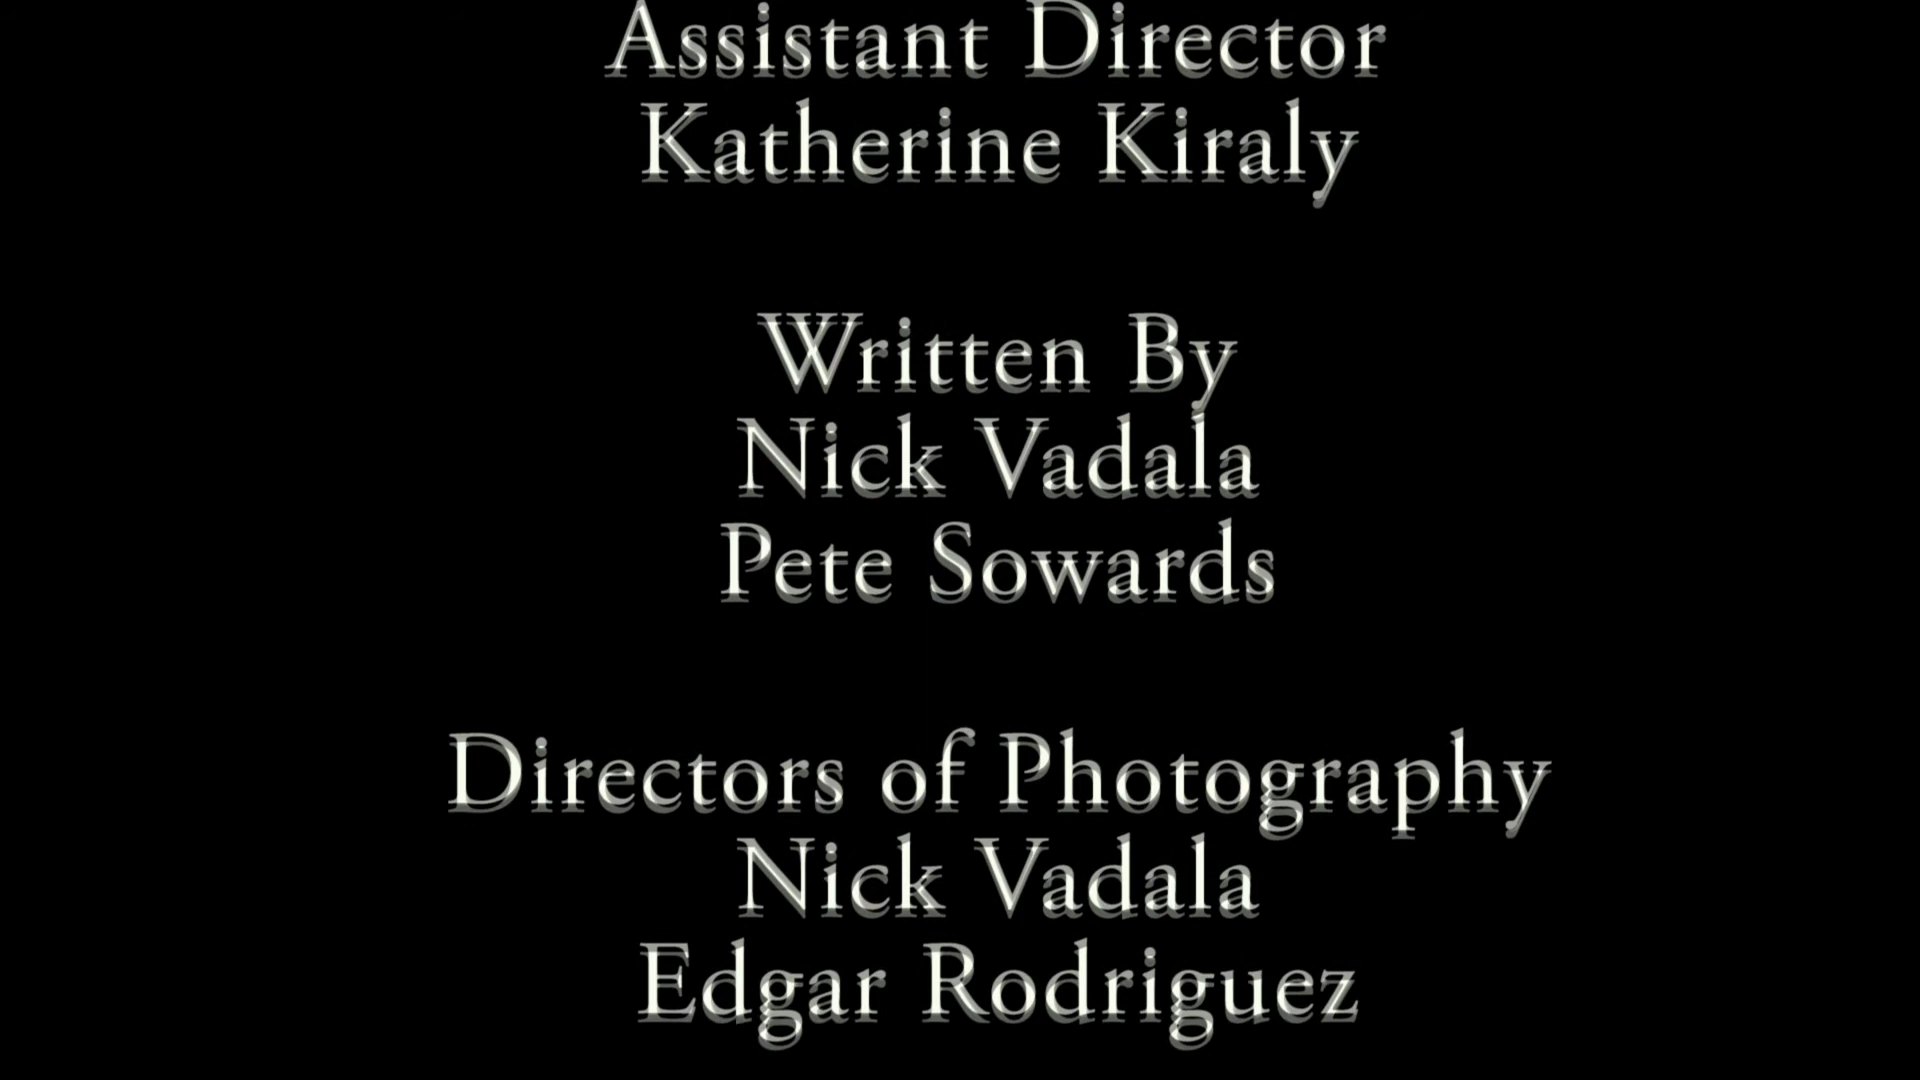 Assistant Director
Katherine Kiraly
Written By
Nick Vadala
Pete Sowards
Directors of Photography
Nick Vadala
Edgar Rodriguez